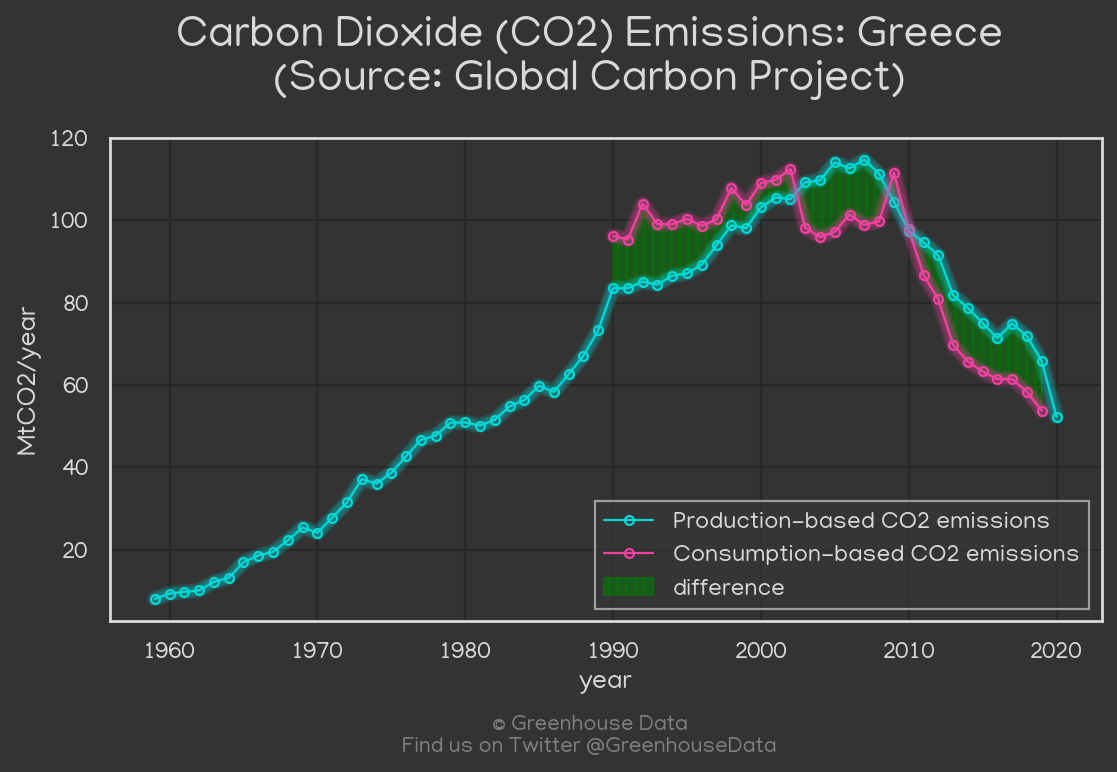 Carbon Dioxide (CO2) Emissions: Greece
(Source: Global Carbon Project)
120
100
80
60
40
20
MtCO2/year
1960 1970 1980 1990 2000 2010 2020
year
Production-based CO2 emissions
Consumption-based CO2 emissions
difference
© Greenhouse Data
Find us on Twitter @GreenhouseData